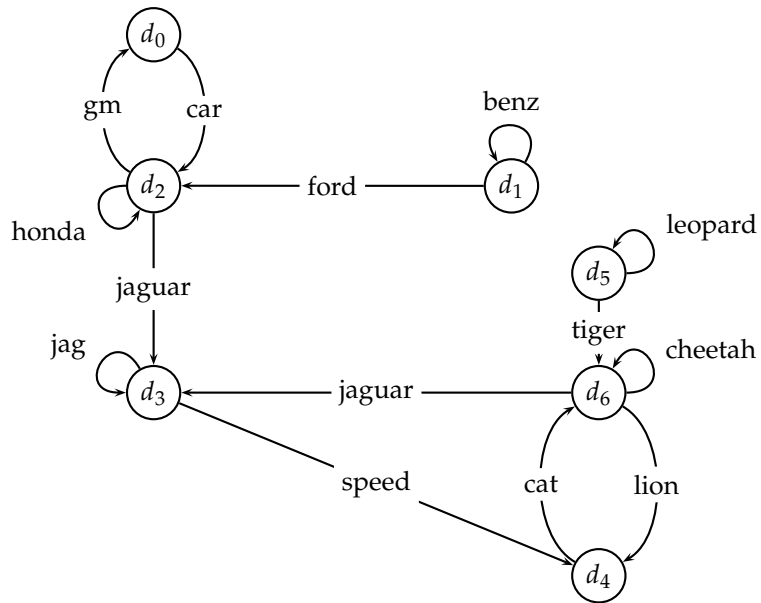 d0
gm car
benz
d2 ford d1
honda
leopard
d5
jaguar
tiger
jag
cheetah
d3 jaguar d6
speed cat lion
d4